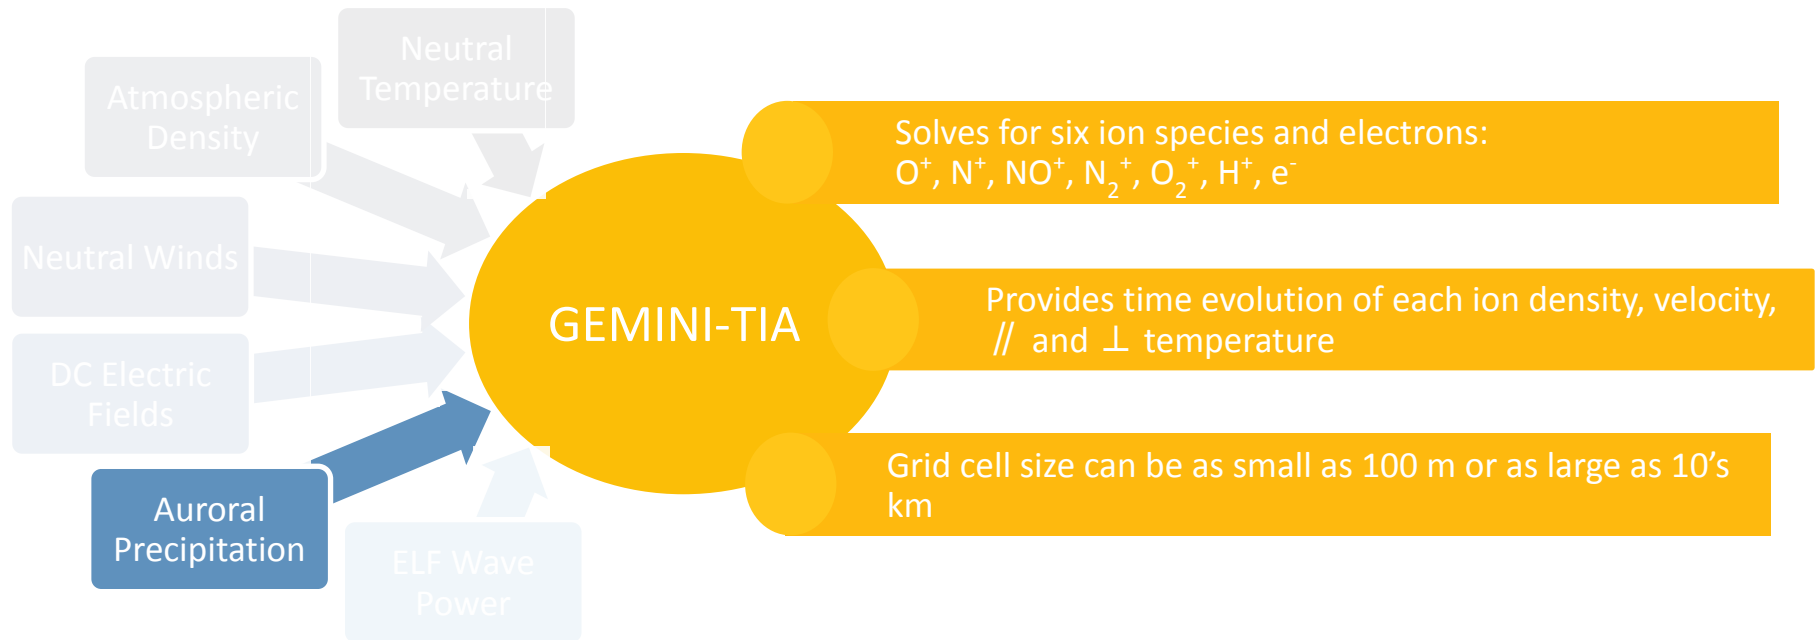 Neutral
Temperature
Atmospheric
Density
Neutral Winds
DC Electric
Fields
Auroral
Precipitation
ELF Wave
Power
GEMINI-TIA
Solves for six ion species and electrons:
O⁺, N⁺, NO⁺, N₂⁺, O₂⁺, H⁺, e⁻
Provides time evolution of each ion density, velocity,
// and ⊥ temperature
Grid cell size can be as small as 100 m or as large as 10’s
km